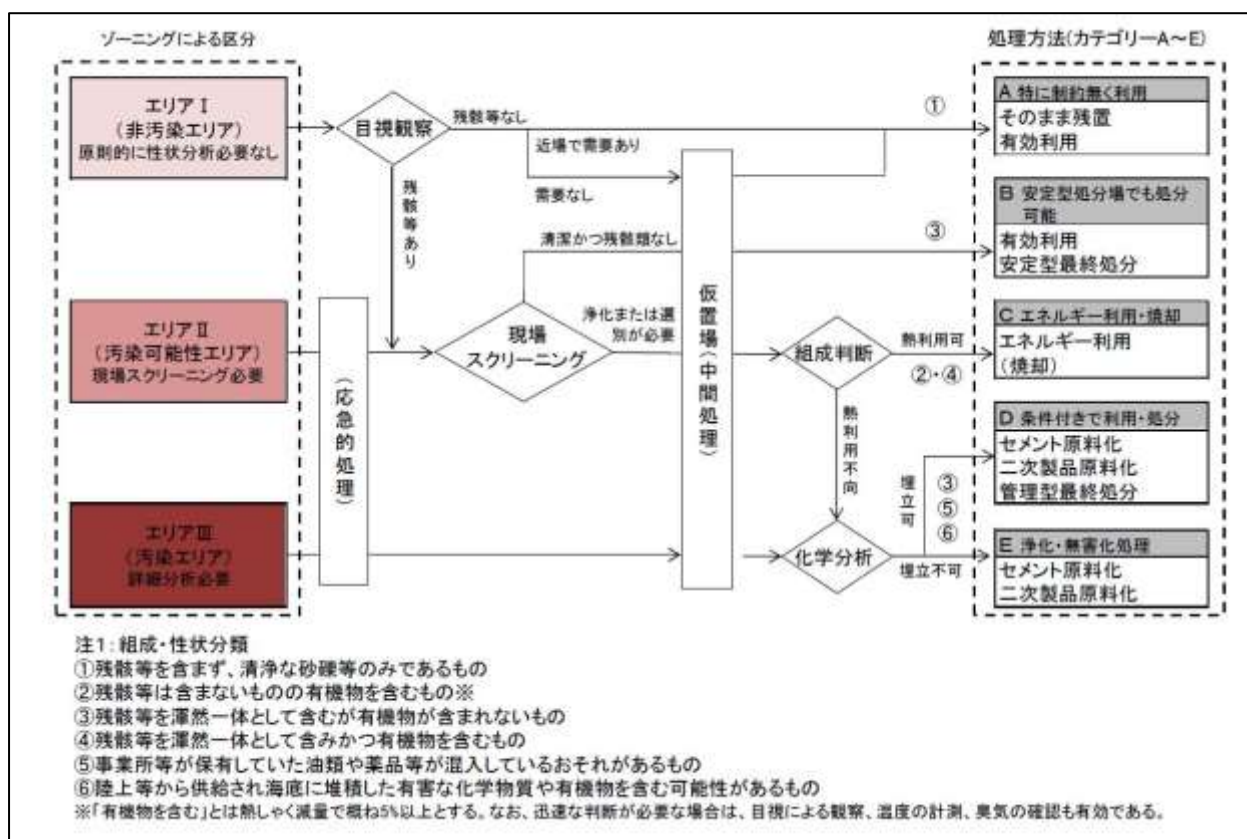 ゾーニングによる区分
処理方法(カテゴリーA～E)
エリアⅠ
(非汚染エリア)
原則的に性状分析必要なし
目視観察
残骸等なし
①
近場で需要あり
需要なし
残骸等あり
A 特に制約無く利用
そのまま残置
有効利用
清潔かつ残骸類なし
③
B 安定型処分場でも処分
可能
有効利用
安定型最終処分
エリアⅡ
(汚染可能性エリア)
現場スクリーニング必要
(応急的処理)
現場
スクリーニング
浄化または選
別が必要
仮置場(中間処理)
組成判断
熱利用可
②・④
C エネルギー利用・焼却
エネルギー利用
(焼却)
熱利用不向
D 条件付きで利用・処分
セメント原料化
二次製品原料化
管理型最終処分
埋立可
③
⑤
⑥
エリアⅢ
(汚染エリア)
詳細分析必要
化学分析
埋立不可
E 浄化・無害化処理
セメント原料化
二次製品原料化
注1:組成・性状分類
①残骸等を含まず、清浄な砂礫等のみであるもの
②残骸等は含まないものの有機物を含むもの※
③残骸等を渾然一体として含むが有機物が含まれないもの
④残骸等を渾然一体として含みかつ有機物を含むもの
⑤事業所等が保有していた油類や薬品等が混入しているおそれがあるもの
⑥陸上等から供給され海底に堆積した有害な化学物質や有機物を含む可能性があるもの
※「有機物を含む」とは熱しゃく減量で概ね5%以上とする。なお、迅速な判断が必要な場合は、目視による観察、温度の計測、臭気の確認も有効である。